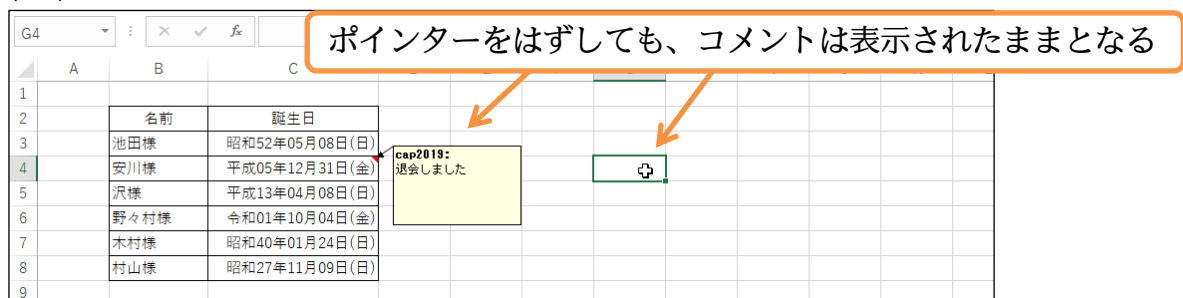 G4 fx
ポインターをはずしても、コメントは表示されたままとなる
A B C
1
2 名前 誕生日
3 池田様 昭和52年05月08日(日)
cap2019:
4 安川様 平成05年12月31日(金) 退会しました
5 沢様 平成13年04月08日(日)
6 野々村様 令和01年10月04日(金)
7 木村様 昭和40年01月24日(日)
8 村山様 昭和27年11月09日(日)
9